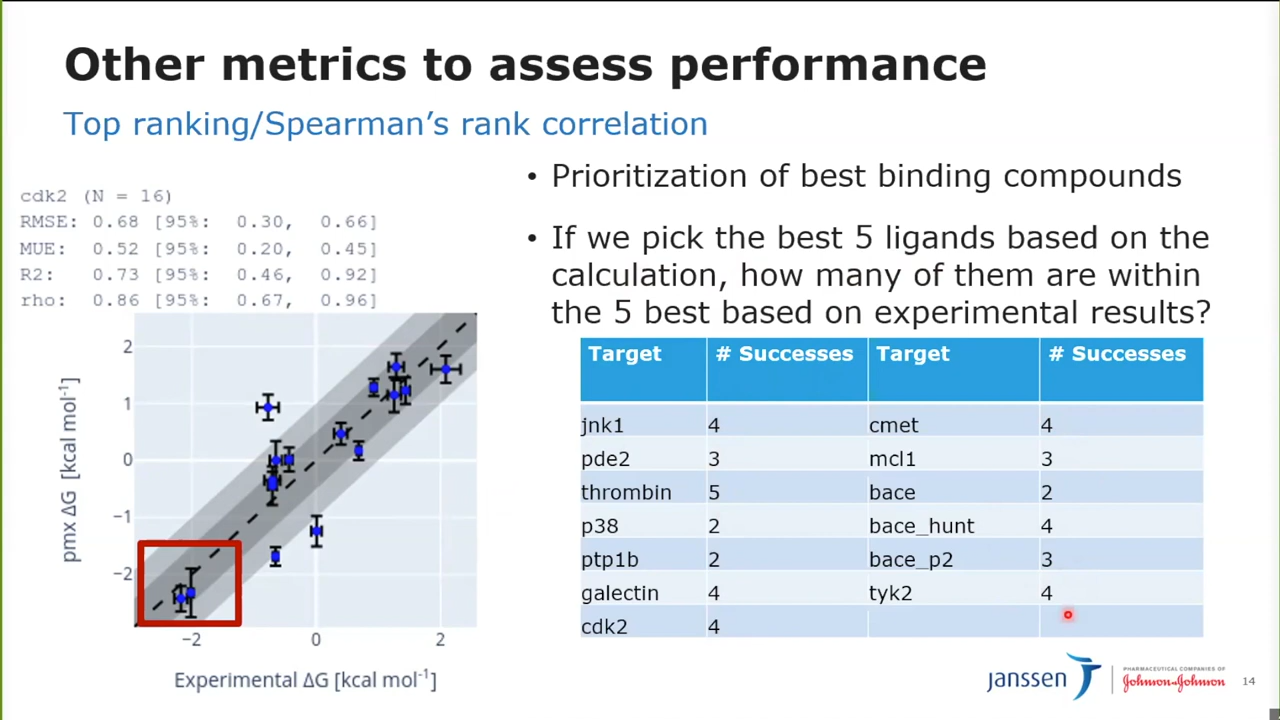 Other metrics to assess performance
Top ranking/Spearman's rank correlation
cdk2 (N = 16)
RMSE: 0.68 [95%: 0.30, 0.66]
MUE: 0.52 [95%: 0.20, 0.45]
R2: 0.73 [95%: 0.46, 0.92]
rho: 0.86 [95%: 0.67, 0.96]
2
1
0
−1
−2
pmx ΔG [kcal mol⁻¹]
−2 0 2
Experimental ΔG [kcal mol⁻¹]
• Prioritization of best binding compounds
• If we pick the best 5 ligands based on the
calculation, how many of them are within
the 5 best based on experimental results?
Target # Successes Target # Successes
jnk1 4 cmet 4
pde2 3 mcl1 3
thrombin 5 bace 2
p38 2 bace_hunt 4
ptp1b 2 bace_p2 3
galectin 4 tyk2 4
cdk2 4
janssen
PHARMACEUTICAL COMPANIES OF
Johnson & Johnson
14